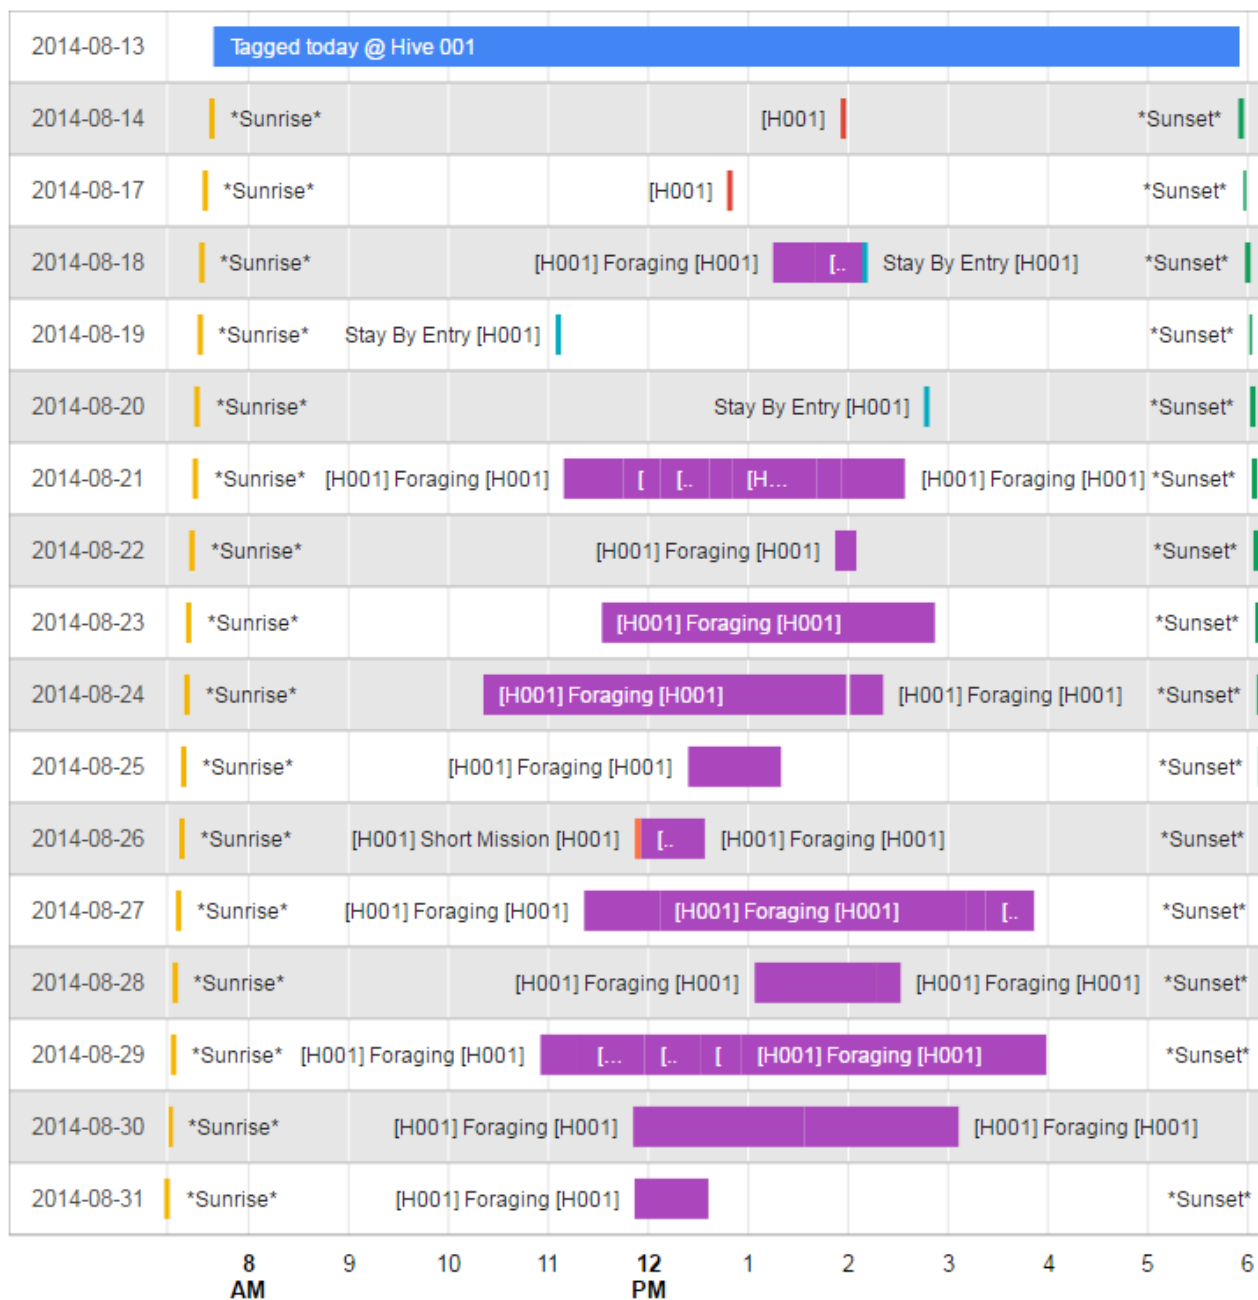 2014-08-13 Tagged today @ Hive 001
2014-08-14 *Sunrise* [H001] *Sunset*
2014-08-17 *Sunrise* [H001] *Sunset*
2014-08-18 *Sunrise* [H001] Foraging [H001] [.. Stay By Entry [H001] *Sunset*
2014-08-19 *Sunrise* Stay By Entry [H001] *Sunset*
2014-08-20 *Sunrise* Stay By Entry [H001] *Sunset*
2014-08-21 *Sunrise* [H001] Foraging [H001] [ [.. [H... [H001] Foraging [H001] *Sunset*
2014-08-22 *Sunrise* [H001] Foraging [H001] *Sunset*
2014-08-23 *Sunrise* [H001] Foraging [H001] *Sunset*
2014-08-24 *Sunrise* [H001] Foraging [H001] [H001] Foraging [H001] *Sunset*
2014-08-25 *Sunrise* [H001] Foraging [H001] *Sunset*
2014-08-26 *Sunrise* [H001] Short Mission [H001] [.. [H001] Foraging [H001] *Sunset*
2014-08-27 *Sunrise* [H001] Foraging [H001] [H001] Foraging [H001] [.. *Sunset*
2014-08-28 *Sunrise* [H001] Foraging [H001] [H001] Foraging [H001] *Sunset*
2014-08-29 *Sunrise* [H001] Foraging [H001] [... [.. [ [H001] Foraging [H001] *Sunset*
2014-08-30 *Sunrise* [H001] Foraging [H001] [H001] Foraging [H001]
2014-08-31 *Sunrise* [H001] Foraging [H001] *Sunset*
8 9 10 11 12 1 2 3 4 5 6
AM PM